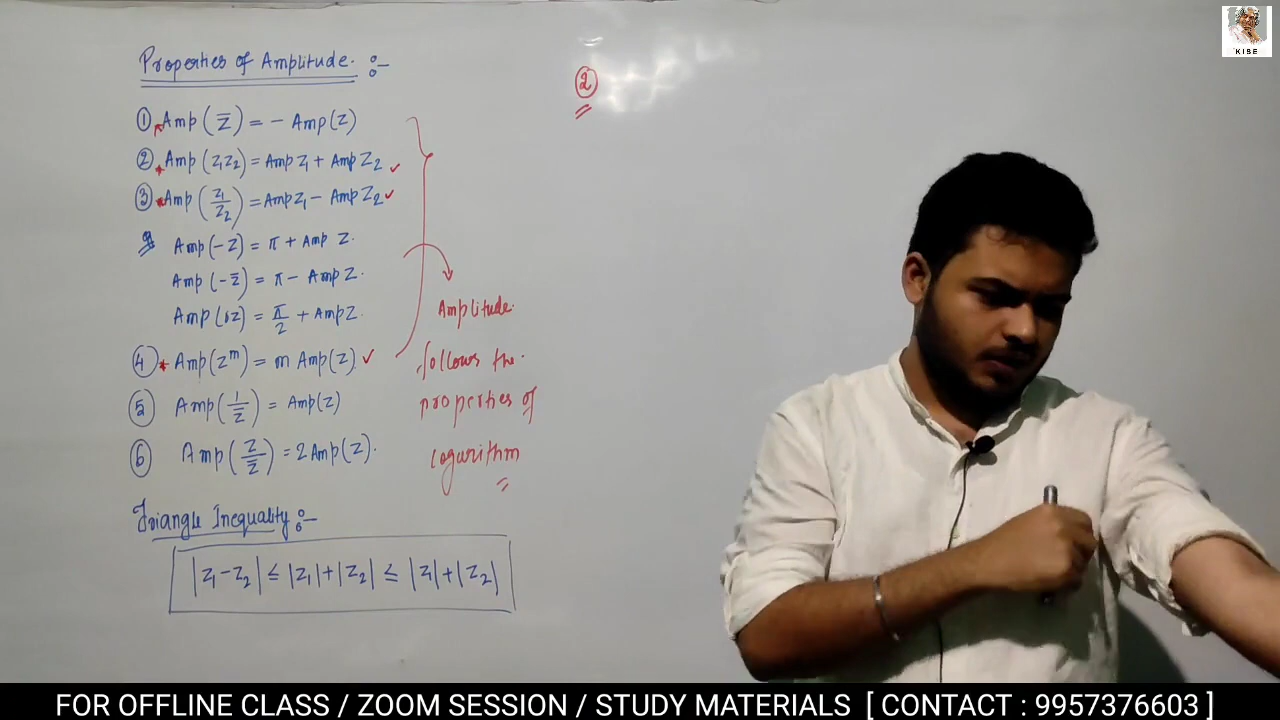 Properties of Amplitude :-
① Amp(z̅) = - Amp(z)
② * Amp(z₁z₂) = Amp z₁ + Amp z₂ ✓
③ * Amp(z₁/z₂) = Amp z₁ - Amp z₂ ✓
Amp(-z) = π + Amp z.
Amp(-z̅) = π - Amp z.
Amp(iz) = π/2 + Amp z.
④ * Amp(zᵐ) = m Amp(z). ✓
⑤ Amp(1/z̅) = Amp(z)
⑥ Amp(z/z̅) = 2 Amp(z).
Amplitude.
follows the.
properties of
logarithm
Triangle Inequality :-
|z₁ - z₂| ≤ |z₁| + |z₂| ≤ |z₁| + |z₂|
②
KISE
FOR OFFLINE CLASS / ZOOM SESSION / STUDY MATERIALS [ CONTACT : 9957376603 ]